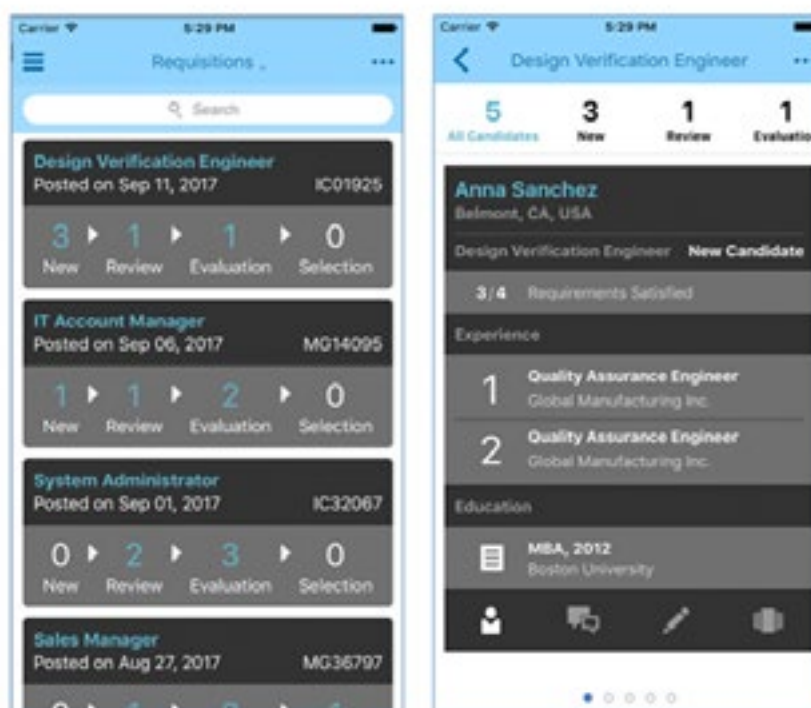 Carrier 5:29 PM
Requisitions
Search
Design Verification Engineer
Posted on Sep 11, 2017 IC01925
3 1 1 0
New Review Evaluation Selection
IT Account Manager
Posted on Sep 06, 2017 MG14095
1 1 2 0
New Review Evaluation Selection
System Administrator
Posted on Sep 01, 2017 IC32067
0 2 3 0
New Review Evaluation Selection
Sales Manager
Posted on Aug 27, 2017 MG36797
Carrier 5:29 PM
Design Verification Engineer
5 3 1 1
All Candidates New Review Evaluatio
Anna Sanchez
Belmont, CA, USA
Design Verification Engineer New Candidate
3/4 Requirements Satisfied
Experience
1 Quality Assurance Engineer
Global Manufacturing Inc.
2 Quality Assurance Engineer
Global Manufacturing Inc.
Education
MBA, 2012
Boston University